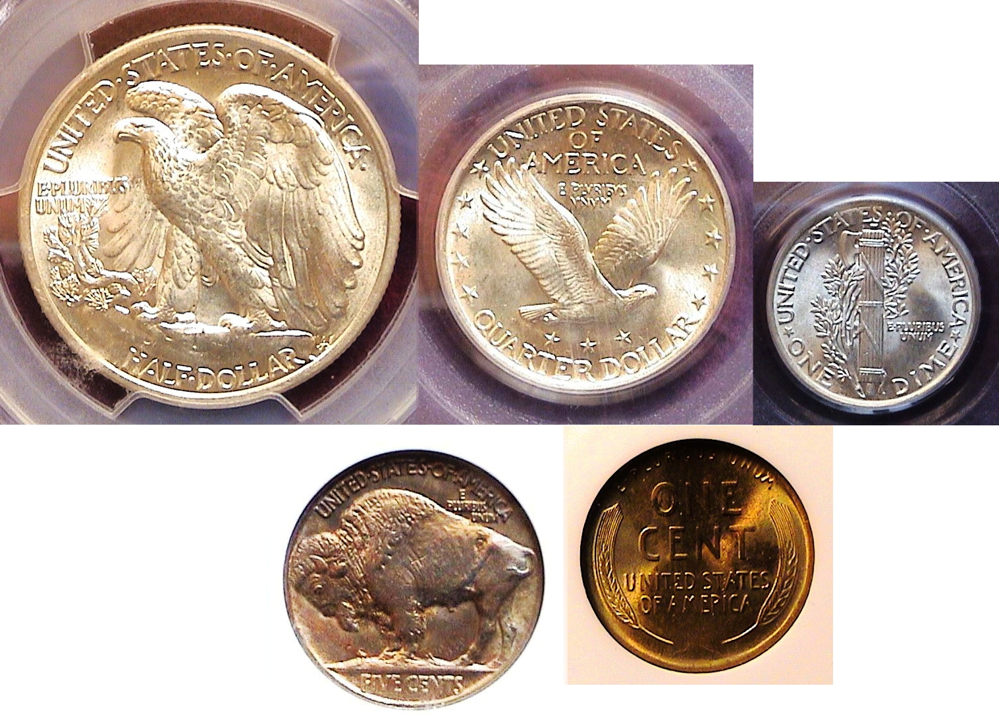 UNITED·STATES·OF·AMERICA
E·PLURIBUS
UNUM
HALF·DOLLAR
UNITED STATES
OF
AMERICA
E PLURIBVS
VNVM
QUARTER DOLLAR
UNITED·STATES·OF·AMERICA
E·PLURIBUS
UNUM
ONE DIME
UNITED·STATES·OF·AMERICA
E
PLURIBUS
UNUM
FIVE CENTS
E PLURIBUS UNUM
ONE
CENT
UNITED STATES
OF AMERICA